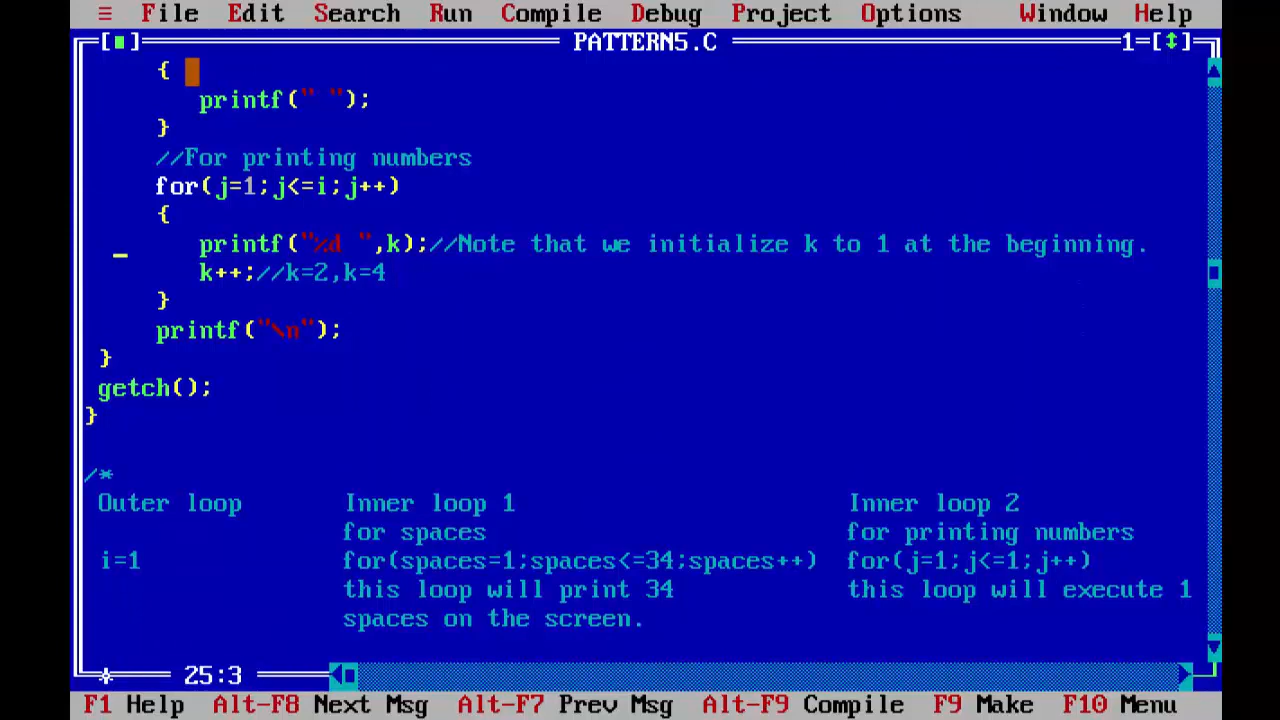 ≡ File Edit Search Run Compile Debug Project Options Window Help
[■] PATTERN5.C 1=[↕]
{
printf(" ");
}
//For printing numbers
for(j=1;j<=i;j++)
{
printf("%d ",k);//Note that we initialize k to 1 at the beginning.
k++;//k=2,k=4
}
printf("\n");
}
getch();
}
/*
Outer loop Inner loop 1 Inner loop 2
for spaces for printing numbers
i=1 for(spaces=1;spaces<=34;spaces++) for(j=1;j<=1;j++)
this loop will print 34 this loop will execute 1
spaces on the screen.
25:3
F1 Help Alt-F8 Next Msg Alt-F7 Prev Msg Alt-F9 Compile F9 Make F10 Menu